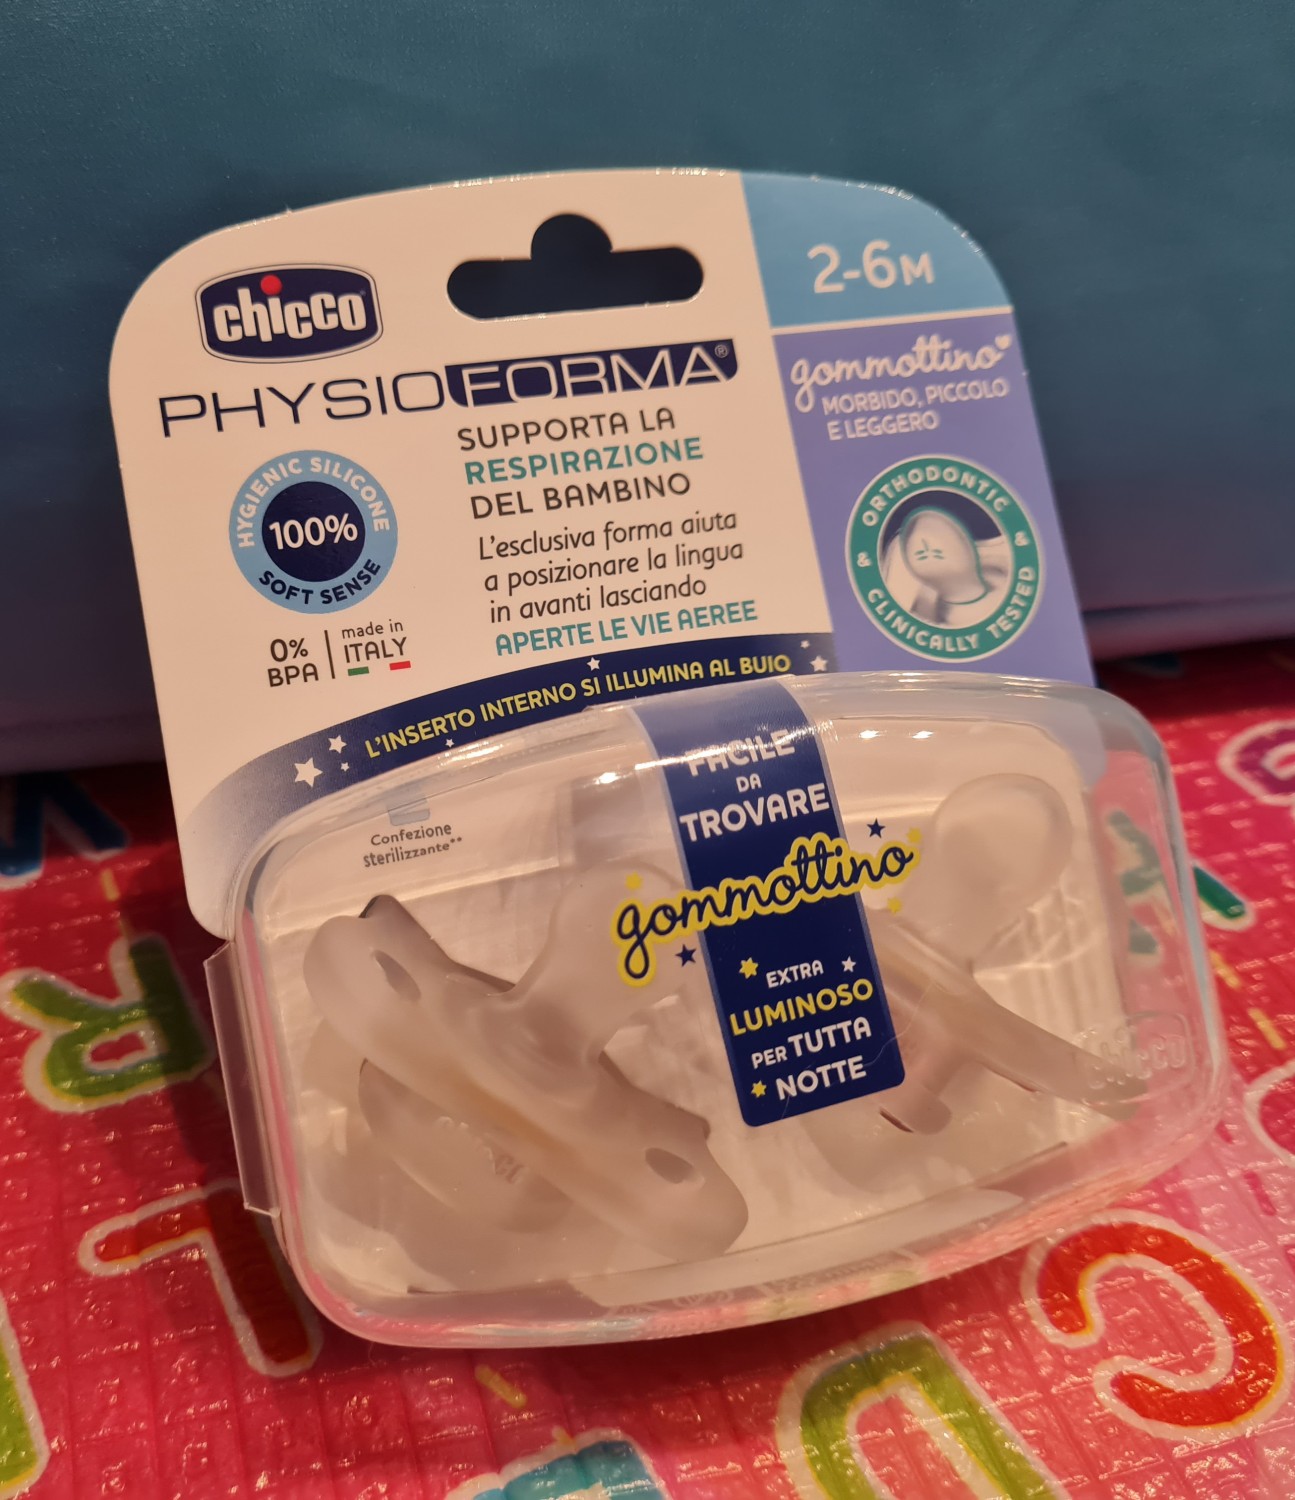 chicco
2-6M
PHYSIOFORMA®
gommottino
MORBIDO, PICCOLO
E LEGGERO
SUPPORTA LA
RESPIRAZIONE
DEL BAMBINO
L'esclusiva forma aiuta
a posizionare la lingua
in avanti lasciando
APERTE LE VIE AEREE
HYGIENIC SILICONE
100%
SOFT SENSE
0%
BPA
made in
ITALY
ORTHODONTIC
& CLINICALLY TESTED &
L'INSERTO INTERNO SI ILLUMINA AL BUIO
Confezione
sterilizzante**
FACILE
DA
TROVARE
gommottino
EXTRA
LUMINOSO
PER TUTTA
NOTTE
chicco